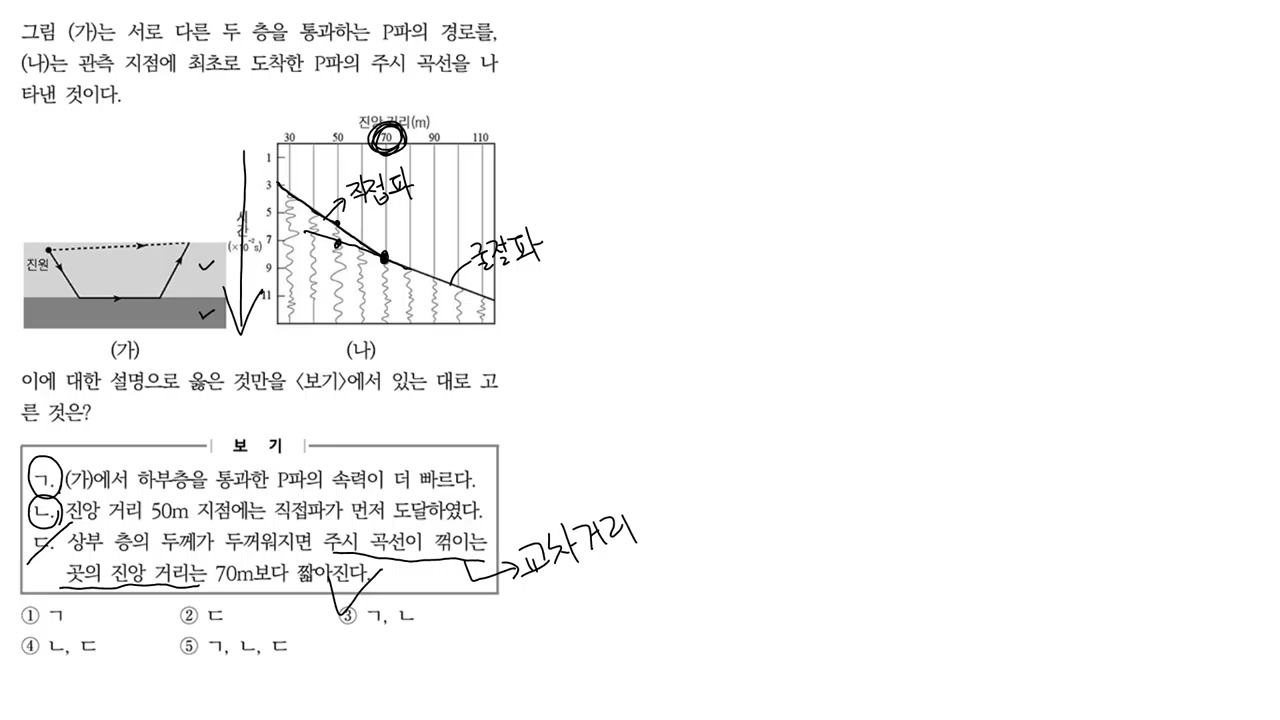 그림 (가)는 서로 다른 두 층을 통과하는 P파의 경로를,
(나)는 관측 지점에 최초로 도착한 P파의 주시 곡선을 나
타낸 것이다.
진앙 거리(m)
30 50 70 90 110
1
3
5
7
9
11
시간
(×10⁻²s)
직접파
굴절파
진원
(가)
(나)
이에 대한 설명으로 옳은 것만을 <보기>에서 있는 대로 고
른 것은?
보 기
ㄱ. (가)에서 하부층을 통과한 P파의 속력이 더 빠르다.
ㄴ. 진앙 거리 50m 지점에는 직접파가 먼저 도달하였다.
ㄷ. 상부 층의 두께가 두꺼워지면 주시 곡선이 꺾이는
곳의 진앙 거리는 70m보다 짧아진다.
교차거리
① ㄱ ② ㄷ ③ ㄱ, ㄴ
④ ㄴ, ㄷ ⑤ ㄱ, ㄴ, ㄷ